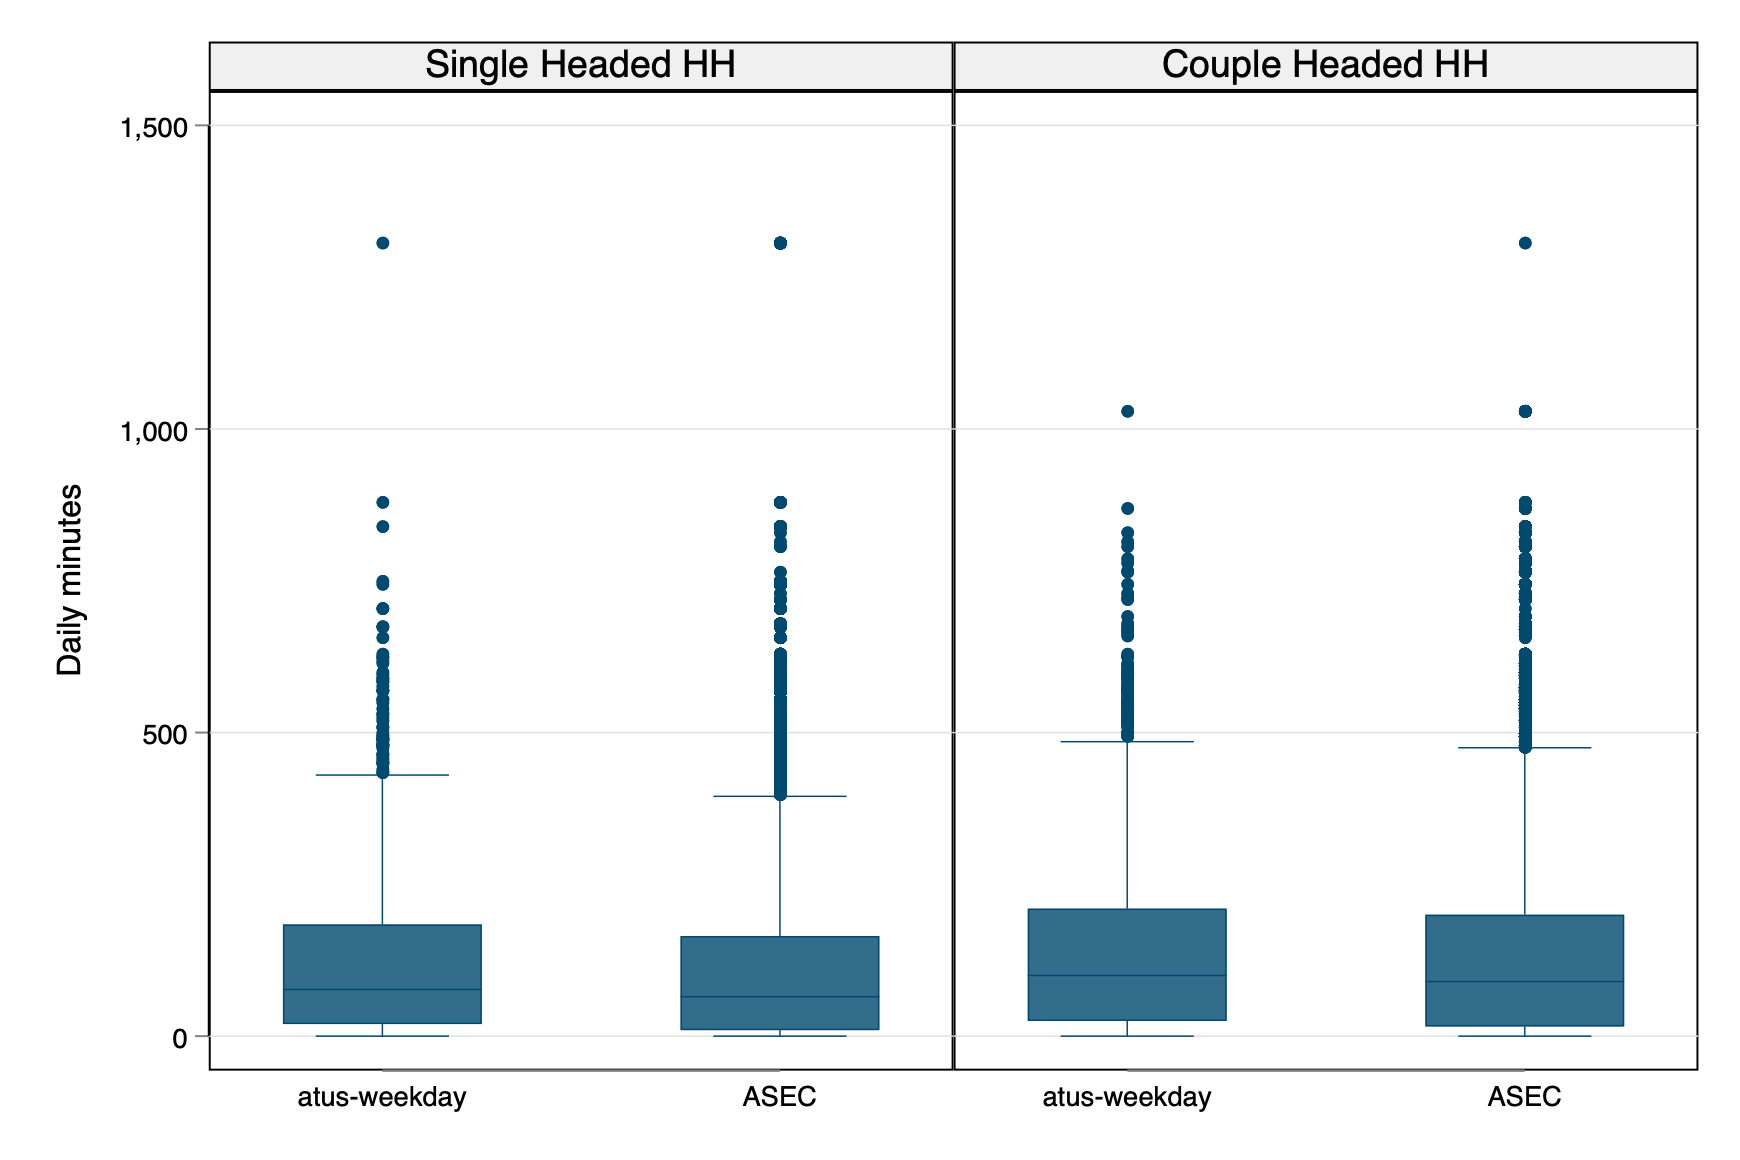 Single Headed HH
Couple Headed HH
1,500
1,000
500
0
Daily minutes
atus-weekday
ASEC
atus-weekday
ASEC